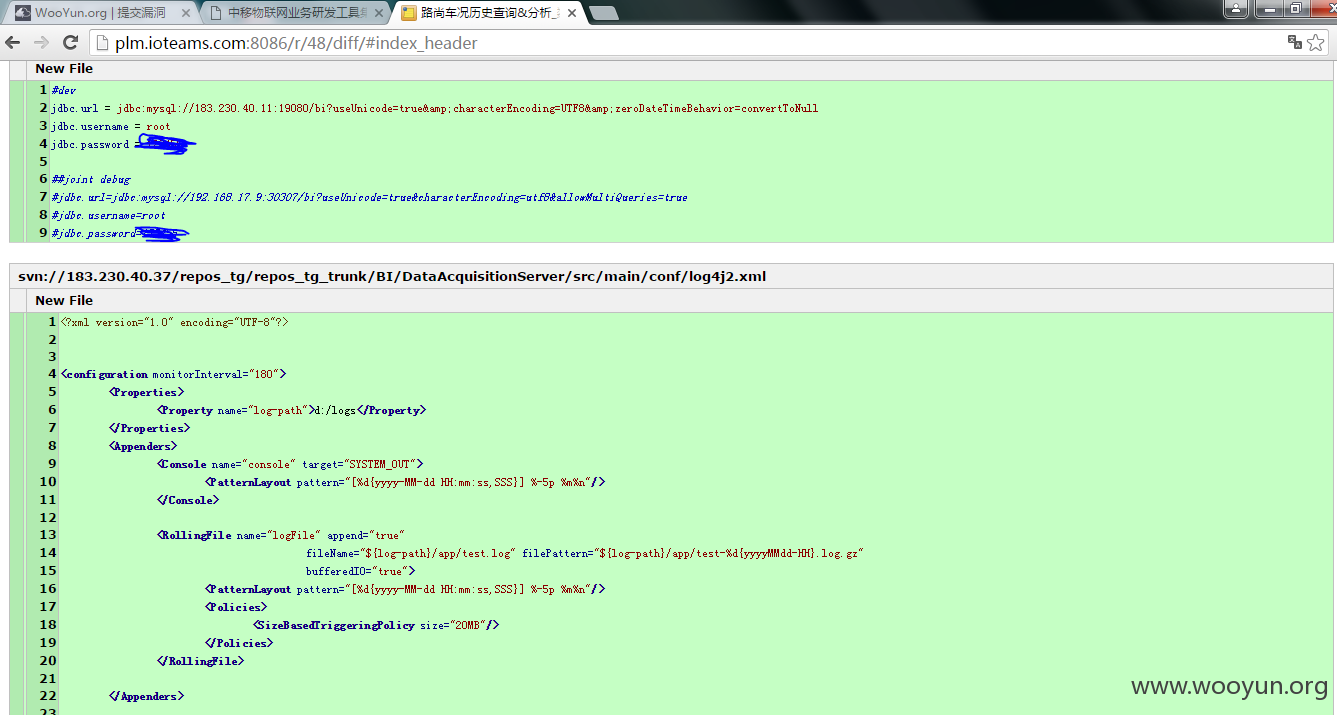 WooYun.org | 提交漏洞
中移物联网业务研发工具集
路尚车况历史查询&分析_
plm.ioteams.com:8086/r/48/diff/#index_header
New File
1 #dev
2 jdbc.url = jdbc:mysql://183.230.40.11:19080/bi?useUnicode=true&amp;characterEncoding=UTF8&amp;zeroDateTimeBehavior=convertToNull
3 jdbc.username = root
4 jdbc.password =
5
6 ##joint debug
7 #jdbc.url=jdbc:mysql://192.168.17.9:30307/bi?useUnicode=true&characterEncoding=utf8&allowMultiQueries=true
8 #jdbc.username=root
9 #jdbc.password=
svn://183.230.40.37/repos_tg/repos_tg_trunk/BI/DataAcquisitionServer/src/main/conf/log4j2.xml
New File
1 <?xml version="1.0" encoding="UTF-8"?>
2
3
4 <configuration monitorInterval="180">
5 <Properties>
6 <Property name="log-path">d:/logs</Property>
7 </Properties>
8 <Appenders>
9 <Console name="console" target="SYSTEM_OUT">
10 <PatternLayout pattern="[%d{yyyy-MM-dd HH:mm:ss,SSS}] %-5p %m%n"/>
11 </Console>
12
13 <RollingFile name="logFile" append="true"
14 fileName="${log-path}/app/test.log" filePattern="${log-path}/app/test-%d{yyyyMMdd-HH}.log.gz"
15 bufferedIO="true">
16 <PatternLayout pattern="[%d{yyyy-MM-dd HH:mm:ss,SSS}] %-5p %m%n"/>
17 <Policies>
18 <SizeBasedTriggeringPolicy size="20MB"/>
19 </Policies>
20 </RollingFile>
21
22 </Appenders>
23
www.wooyun.org